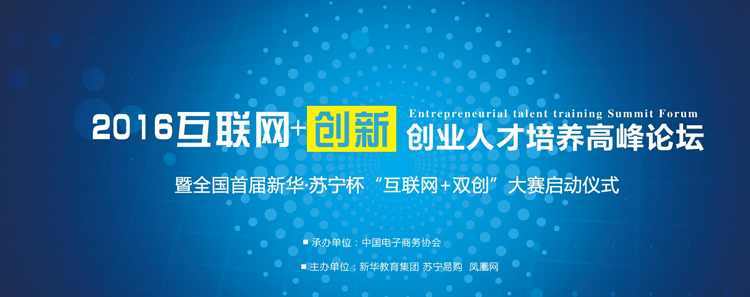 Entrepreneurial talent training Summit Forum
2016互联网+创新 创业人才培养高峰论坛
暨全国首届新华·苏宁杯“互联网+双创”大赛启动仪式
■ 承办单位：中国电子商务协会
■ 主办单位：新华教育集团 苏宁易购 凤凰网